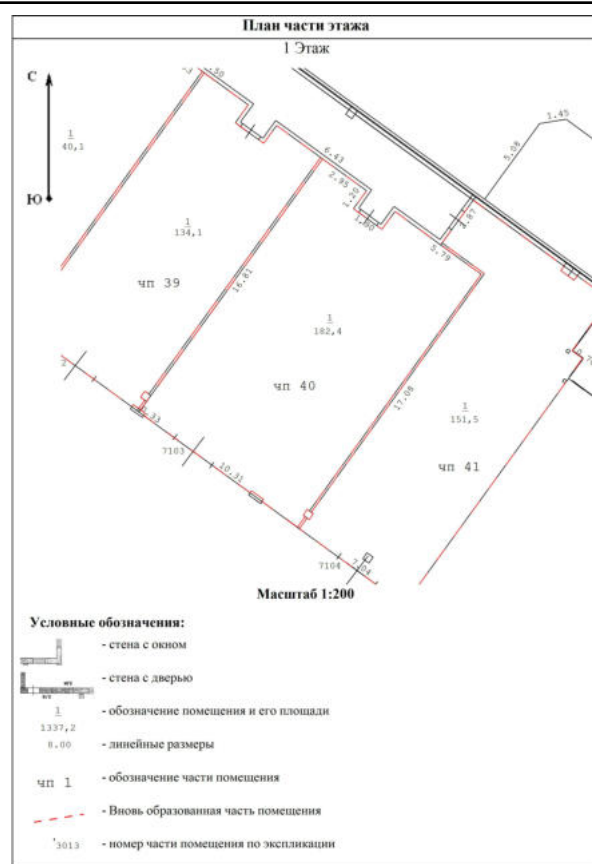 План части этажа
1 Этаж
С
Ю
1
40,1
1
134,1
чп 39
16.81
6.43
2.95
2.20
1.80
5.79
3.87
5.08
1.45
1
182,4
чп 40
17.08
1
151,5
чп 41
7103
10.31
7104
7.04
Масштаб 1:200
Условные обозначения:
- стена с окном
- стена с дверью
1
1337,2
- обозначение помещения и его площади
8.00
- линейные размеры
чп 1
- обозначение части помещения
- Вновь образованная часть помещения
'3013
- номер части помещения по экспликации